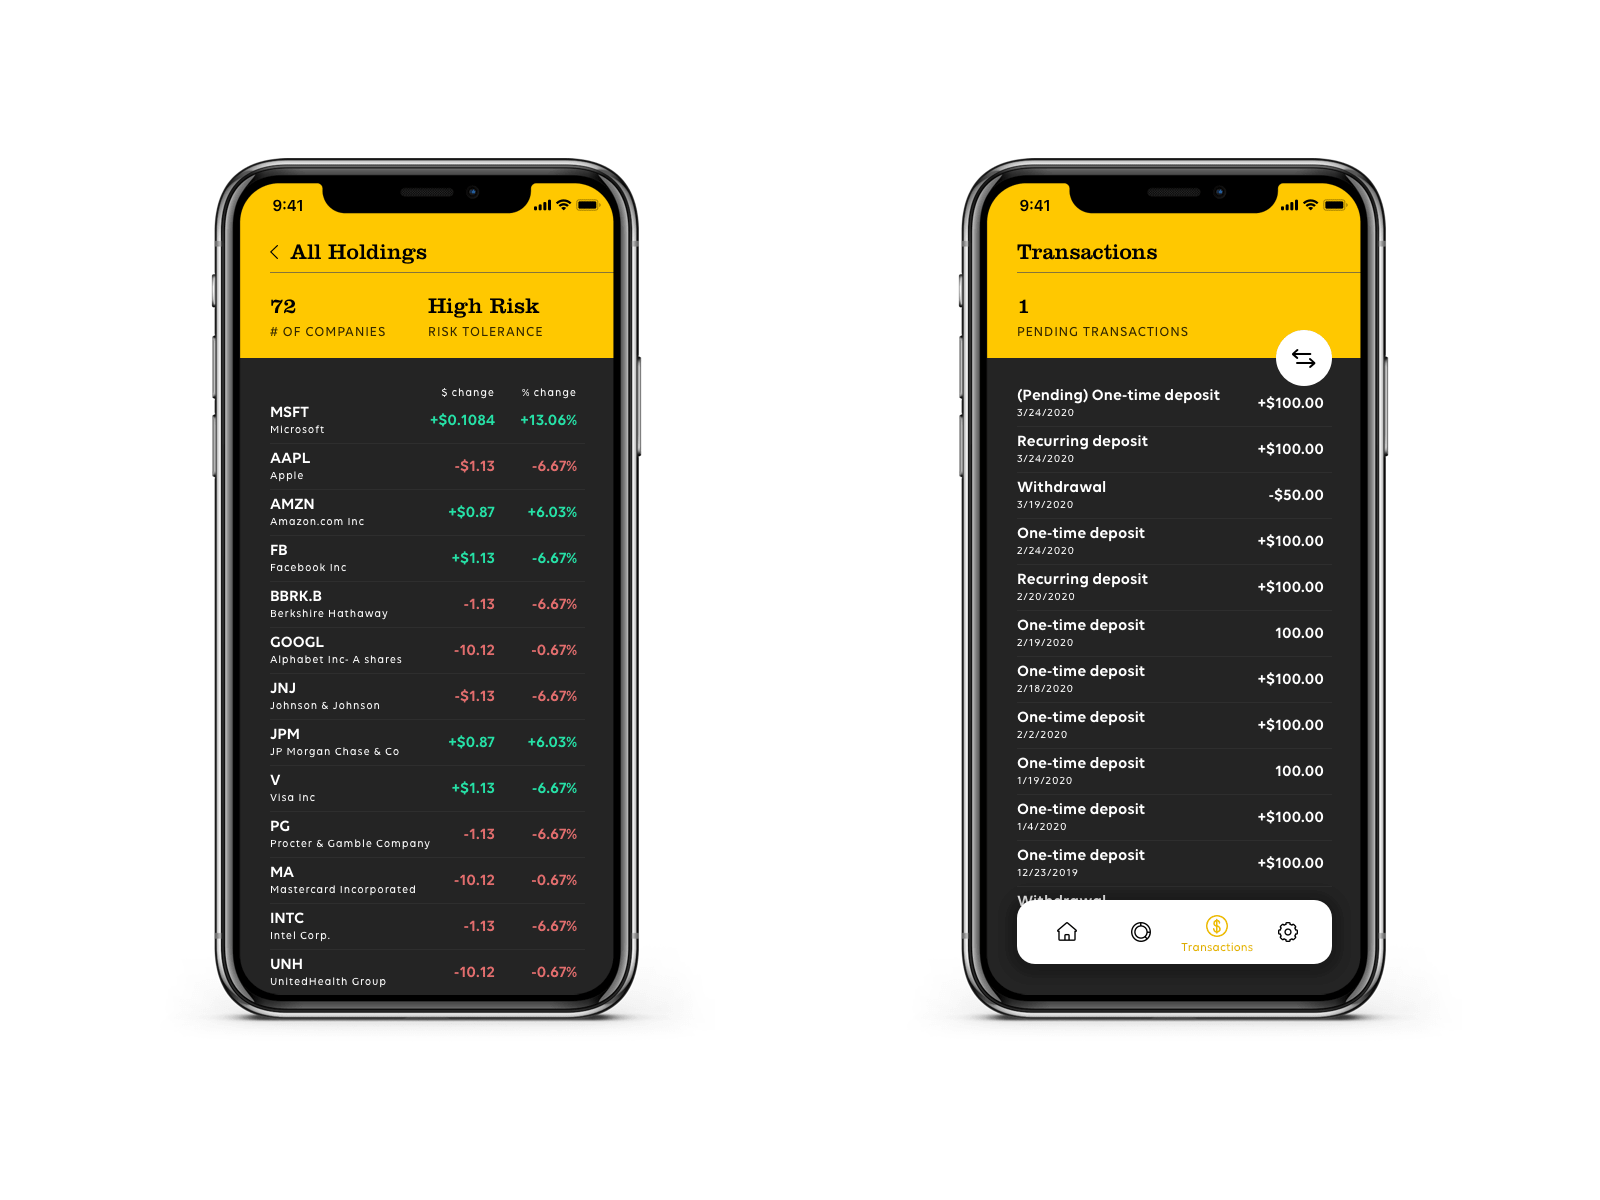 9:41
All Holdings
72 High Risk
# OF COMPANIES RISK TOLERANCE
$ change % change
MSFT
Microsoft
+$0.1084 +13.06%
AAPL
Apple
-$1.13 -6.67%
AMZN
Amazon.com Inc
+$0.87 +6.03%
FB
Facebook Inc
+$1.13 -6.67%
BBRK.B
Berkshire Hathaway
-1.13 -6.67%
GOOGL
Alphabet Inc- A shares
-10.12 -0.67%
JNJ
Johnson & Johnson
-$1.13 -6.67%
JPM
JP Morgan Chase & Co
+$0.87 +6.03%
V
Visa Inc
+$1.13 -6.67%
PG
Procter & Gamble Company
-1.13 -6.67%
MA
Mastercard Incorporated
-10.12 -0.67%
INTC
Intel Corp.
-1.13 -6.67%
UNH
UnitedHealth Group
-10.12 -0.67%
9:41
Transactions
1
PENDING TRANSACTIONS
(Pending) One-time deposit
3/24/2020
+$100.00
Recurring deposit
3/24/2020
+$100.00
Withdrawal
3/19/2020
-$50.00
One-time deposit
2/24/2020
+$100.00
Recurring deposit
2/20/2020
+$100.00
One-time deposit
2/19/2020
100.00
One-time deposit
2/18/2020
+$100.00
One-time deposit
2/2/2020
+$100.00
One-time deposit
1/19/2020
100.00
One-time deposit
1/4/2020
+$100.00
One-time deposit
12/23/2019
+$100.00
Withdrawal
$
Transactions